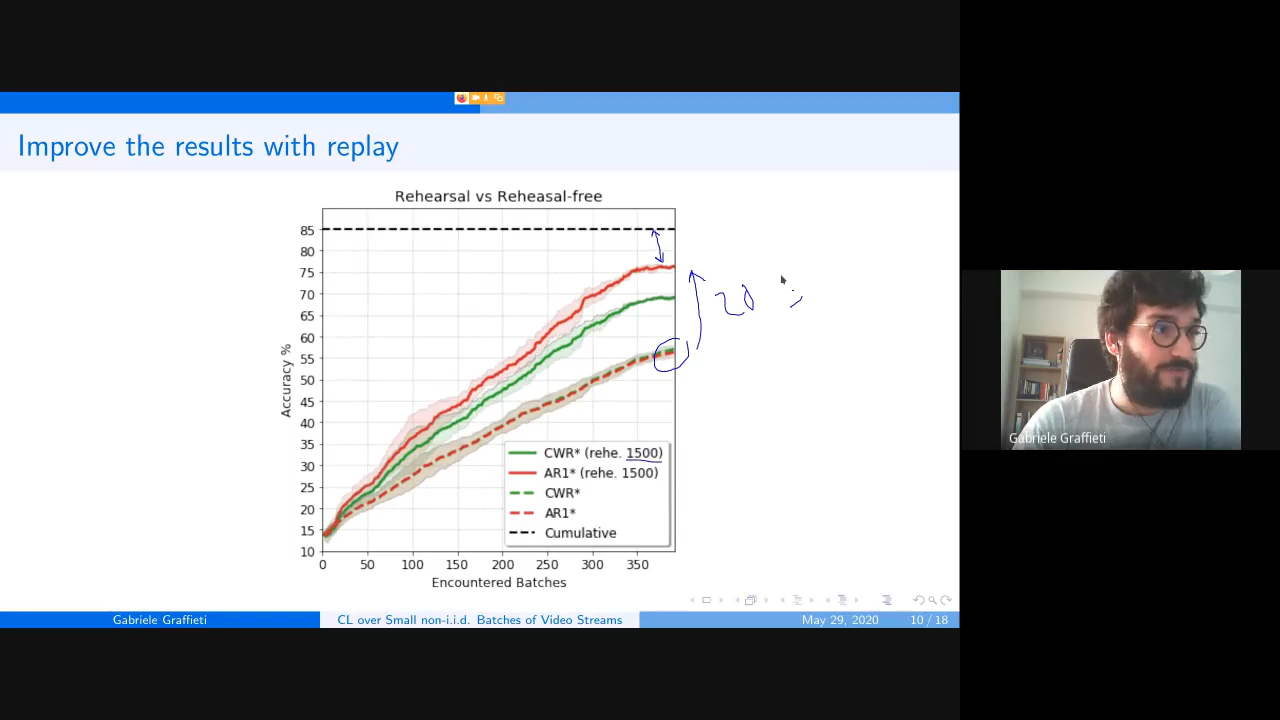 Improve the results with replay
Rehearsal vs Reheasal-free
85
80
75
70
65
60
55
50
45
40
35
30
25
20
15
10
Accuracy %
0 50 100 150 200 250 300 350
Encountered Batches
CWR* (rehe. 1500)
AR1* (rehe. 1500)
CWR*
AR1*
Cumulative
20
Gabriele Graffieti
CL over Small non-i.i.d. Batches of Video Streams
May 29, 2020
10 / 18
Gabriele Graffieti